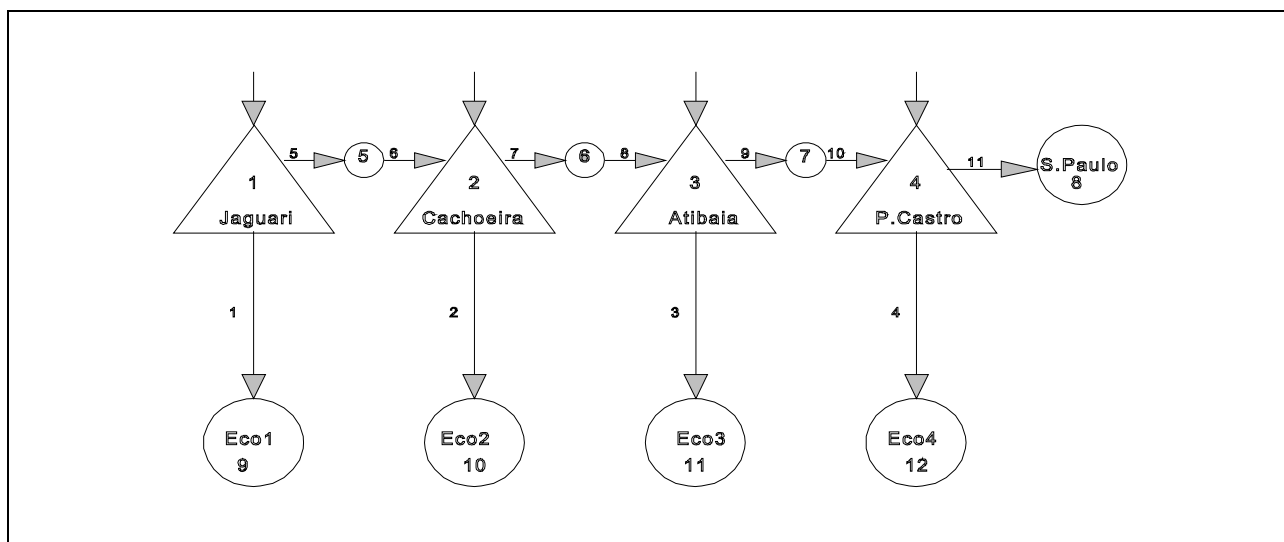 5 5 6 7 6 8 9 7 10 11 S.Paulo
8
1 2 3 4
Jaguari Cachoeira Atibaia P.Castro
1 2 3 4
Eco1 Eco2 Eco3 Eco4
9 10 11 12